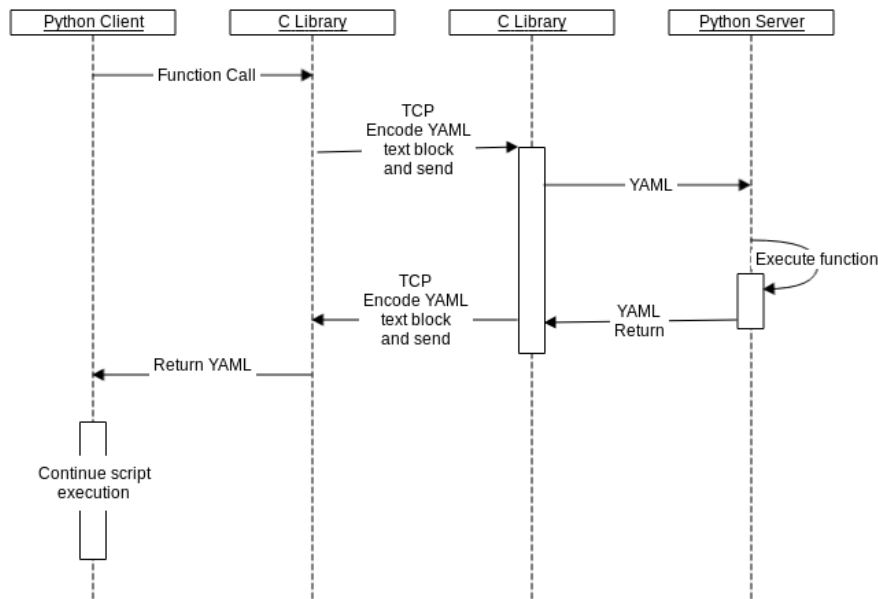 Python Client
C Library
C Library
Python Server
Function Call
TCP
Encode YAML
text block
and send
YAML
Execute function
YAML
Return
TCP
Encode YAML
text block
and send
Return YAML
Continue script
execution